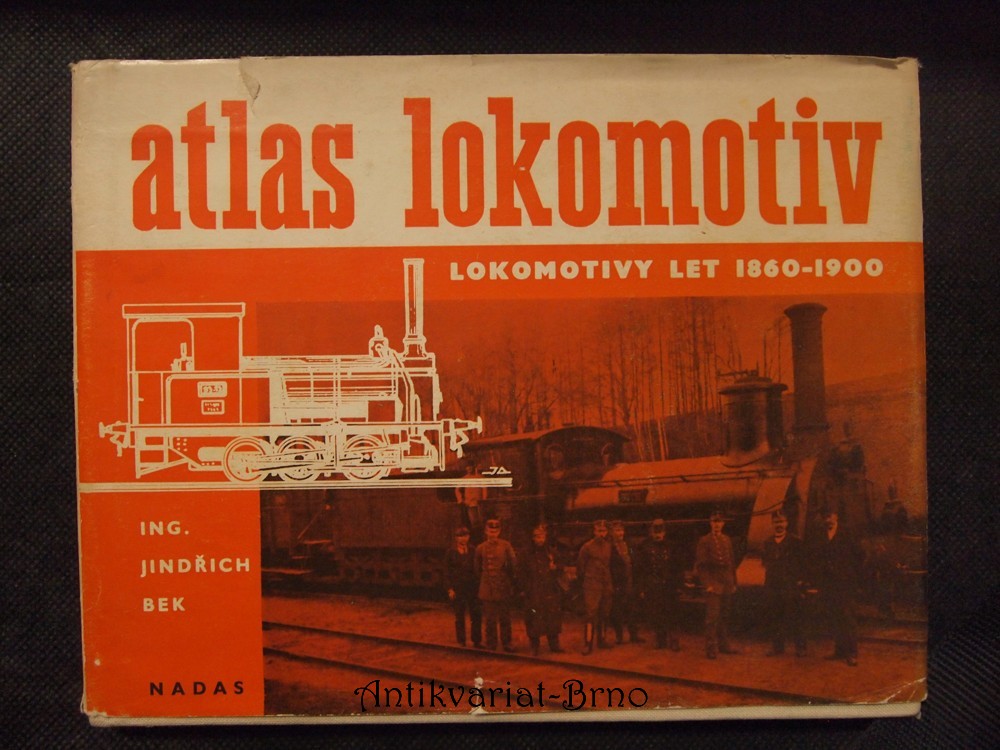 atlas lokomotiv
LOKOMOTIVY LET 1860-1900
ING.
JINDŘICH
BEK
NADAS
Antikvariat-Brno